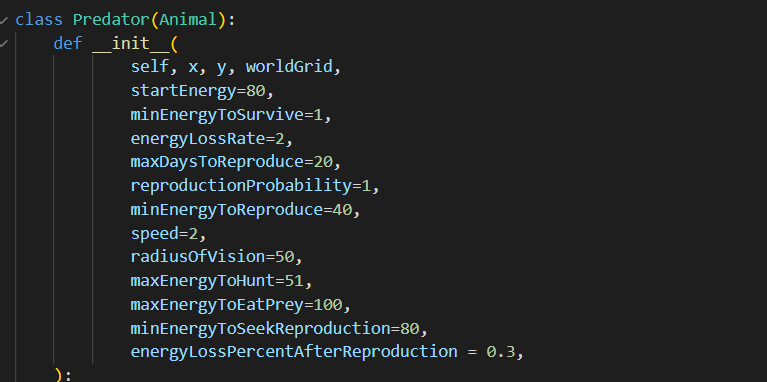 class Predator(Animal):
    def __init__(
            self, x, y, worldGrid,
            startEnergy=80,
            minEnergyToSurvive=1,
            energyLossRate=2,
            maxDaysToReproduce=20,
            reproductionProbability=1,
            minEnergyToReproduce=40,
            speed=2,
            radiusOfVision=50,
            maxEnergyToHunt=51,
            maxEnergyToEatPrey=100,
            minEnergyToSeekReproduction=80,
            energyLossPercentAfterReproduction = 0.3,
    ):